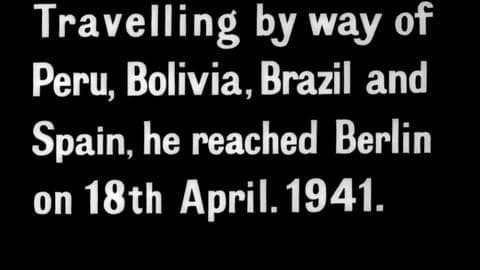 Travelling by way of
Peru, Bolivia, Brazil and
Spain, he reached Berlin
on 18th April. 1941.